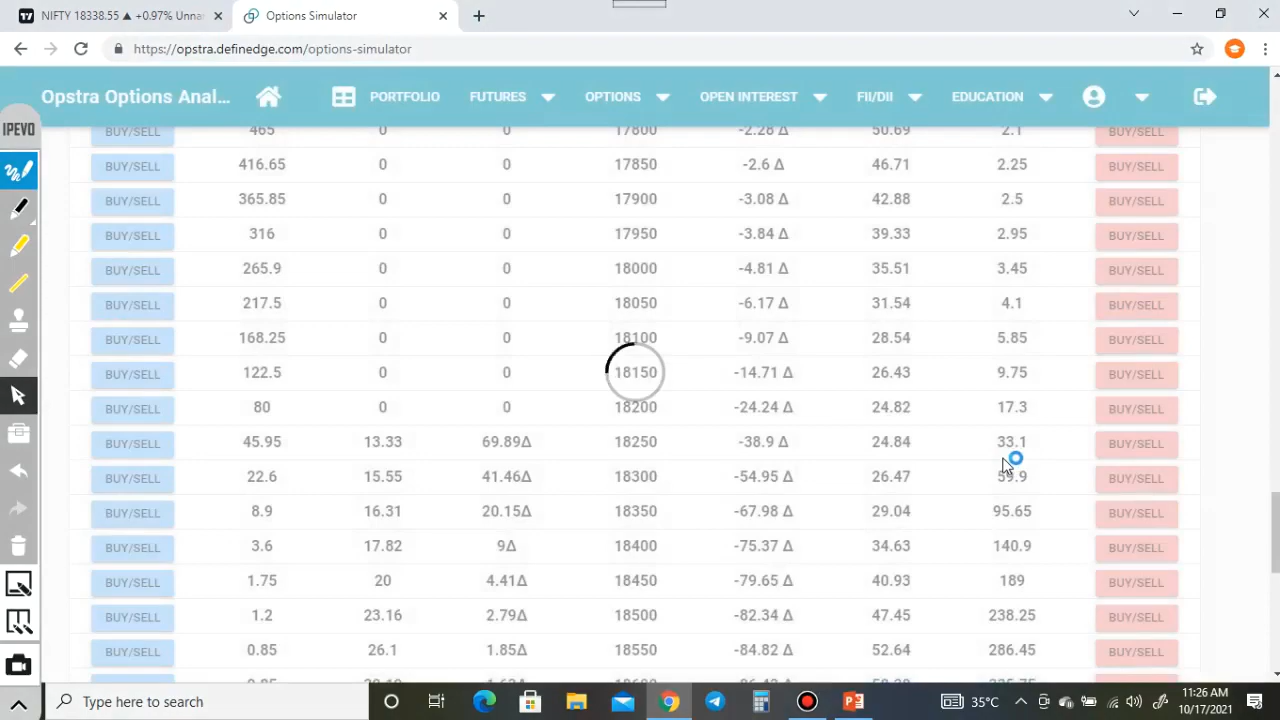 NIFTY 18338.55 ▲ +0.97% Unna
Options Simulator
https://opstra.definedge.com/options-simulator
Opstra Options Anal... PORTFOLIO FUTURES OPTIONS OPEN INTEREST FII/DII EDUCATION
IPEVO
BUY/SELL 465 0 0 17800 -2.28 Δ 50.69 2.1 BUY/SELL
BUY/SELL 416.65 0 0 17850 -2.6 Δ 46.71 2.25 BUY/SELL
BUY/SELL 365.85 0 0 17900 -3.08 Δ 42.88 2.5 BUY/SELL
BUY/SELL 316 0 0 17950 -3.84 Δ 39.33 2.95 BUY/SELL
BUY/SELL 265.9 0 0 18000 -4.81 Δ 35.51 3.45 BUY/SELL
BUY/SELL 217.5 0 0 18050 -6.17 Δ 31.54 4.1 BUY/SELL
BUY/SELL 168.25 0 0 18100 -9.07 Δ 28.54 5.85 BUY/SELL
BUY/SELL 122.5 0 0 18150 -14.71 Δ 26.43 9.75 BUY/SELL
BUY/SELL 80 0 0 18200 -24.24 Δ 24.82 17.3 BUY/SELL
BUY/SELL 45.95 13.33 69.89Δ 18250 -38.9 Δ 24.84 33.1 BUY/SELL
BUY/SELL 22.6 15.55 41.46Δ 18300 -54.95 Δ 26.47 59.9 BUY/SELL
BUY/SELL 8.9 16.31 20.15Δ 18350 -67.98 Δ 29.04 95.65 BUY/SELL
BUY/SELL 3.6 17.82 9Δ 18400 -75.37 Δ 34.63 140.9 BUY/SELL
BUY/SELL 1.75 20 4.41Δ 18450 -79.65 Δ 40.93 189 BUY/SELL
BUY/SELL 1.2 23.16 2.79Δ 18500 -82.34 Δ 47.45 238.25 BUY/SELL
BUY/SELL 0.85 26.1 1.85Δ 18550 -84.82 Δ 52.64 286.45 BUY/SELL
Type here to search
35°C
11:26 AM
10/17/2021